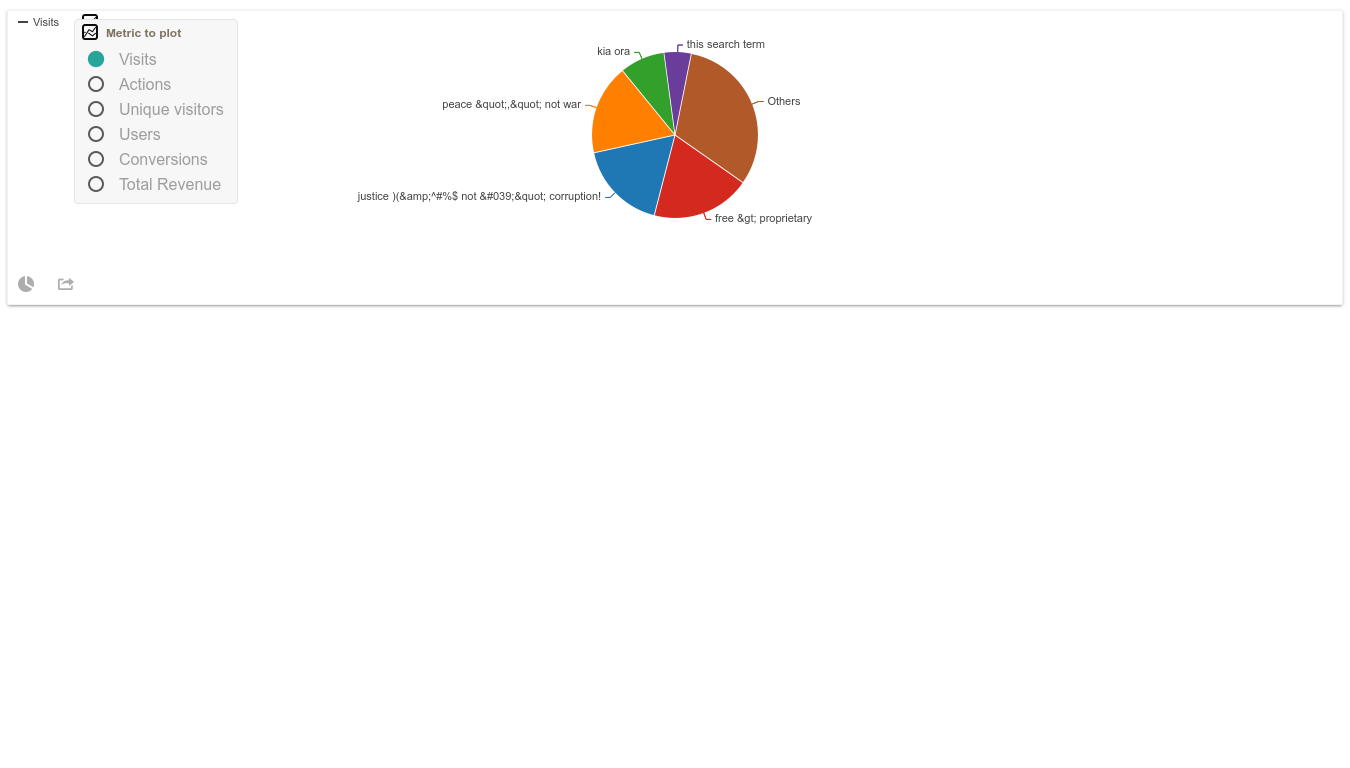 Visits
Metric to plot
Visits
Actions
Unique visitors
Users
Conversions
Total Revenue
this search term
kia ora
Others
peace &quot;,&quot; not war
justice )(&amp;^#%$ not &#039;&quot; corruption!
free &gt; proprietary